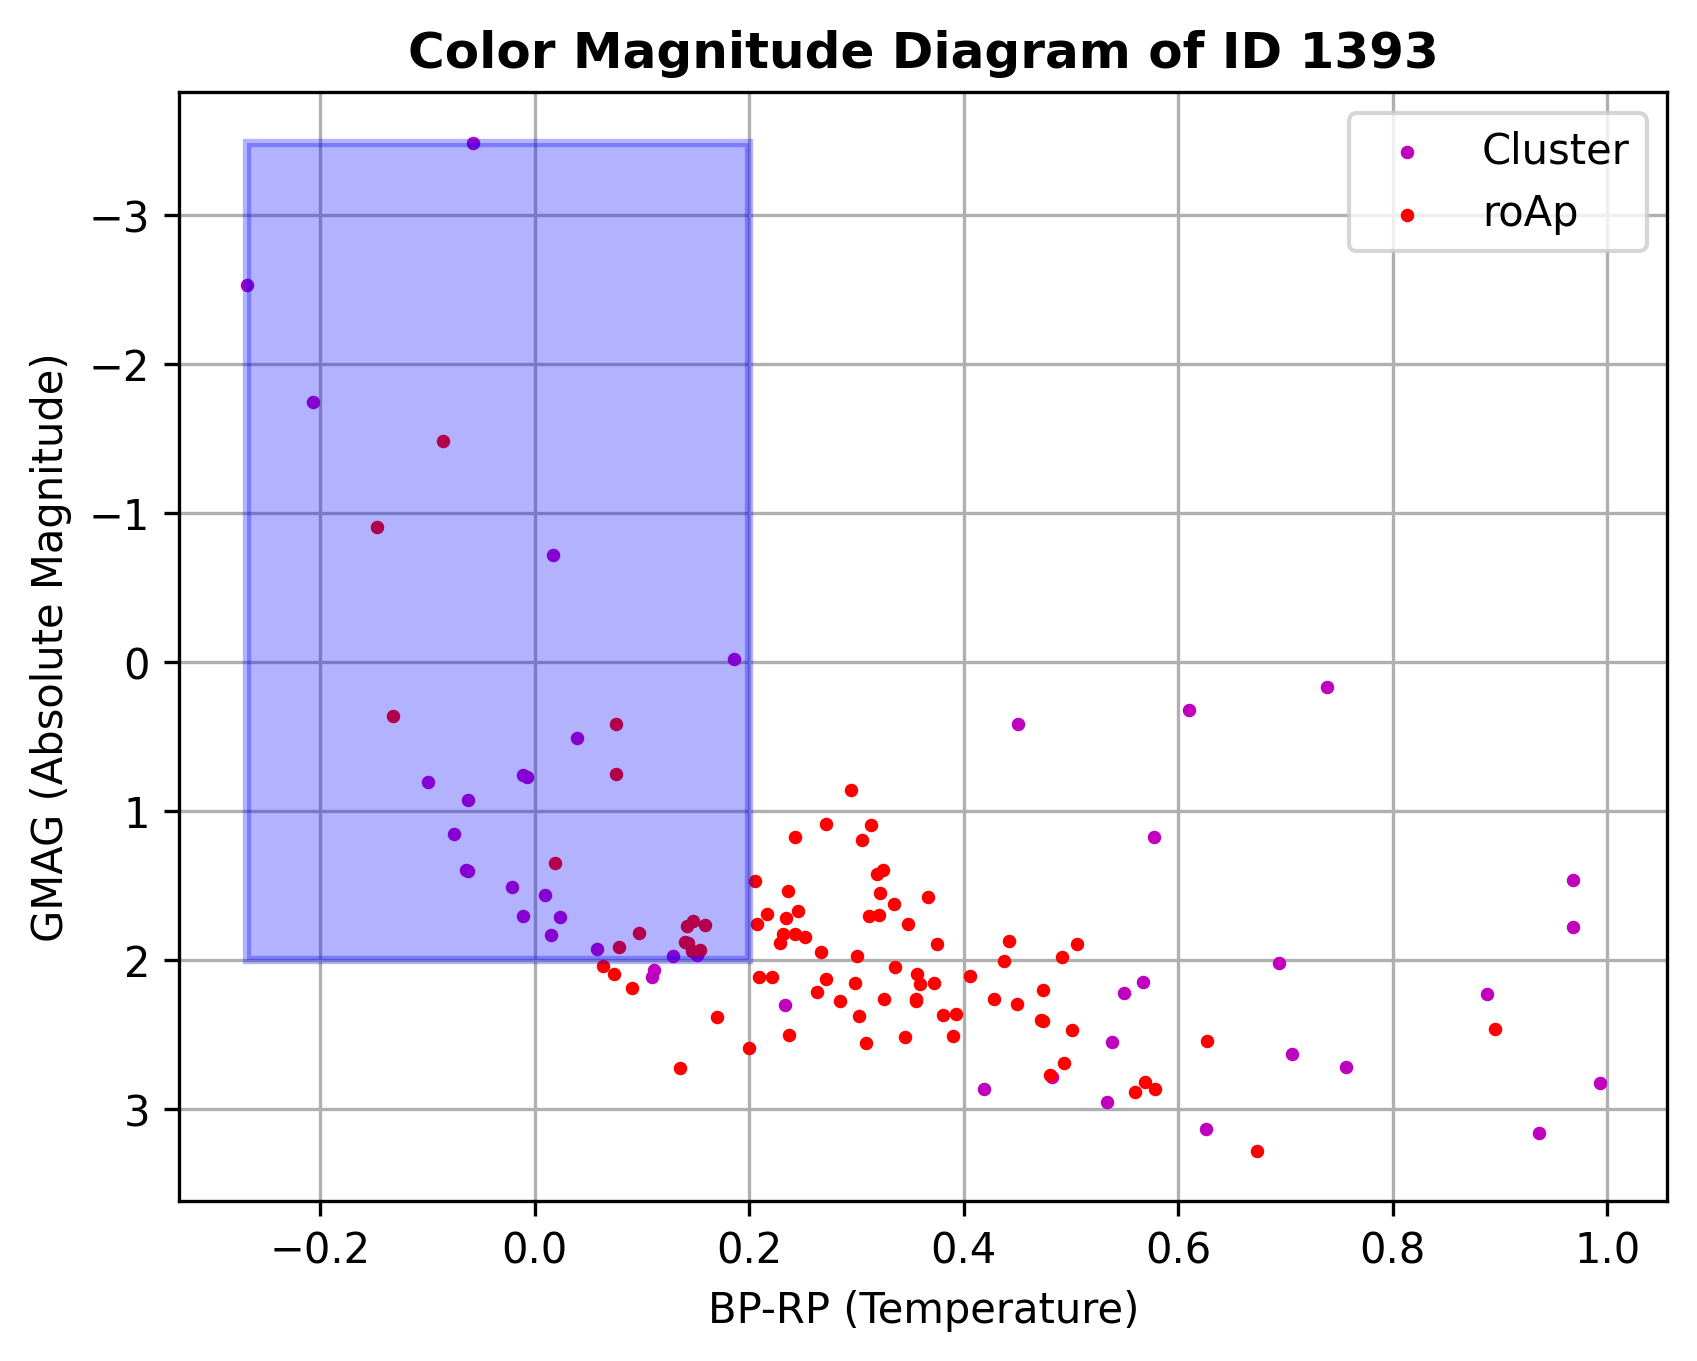 Color Magnitude Diagram of ID 1393
Cluster
roAp
GMAG (Absolute Magnitude)
−3
−2
−1
0
1
2
3
−0.2 0.0 0.2 0.4 0.6 0.8 1.0
BP-RP (Temperature)